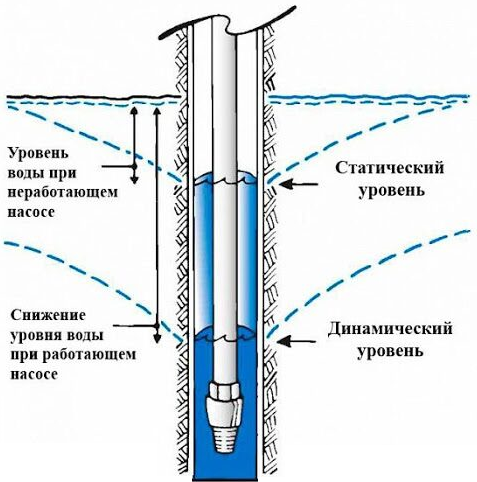 Уровень
воды при
неработающем
насосе
Статический
уровень
Снижение
уровня воды
при работающем
насосе
Динамический
уровень